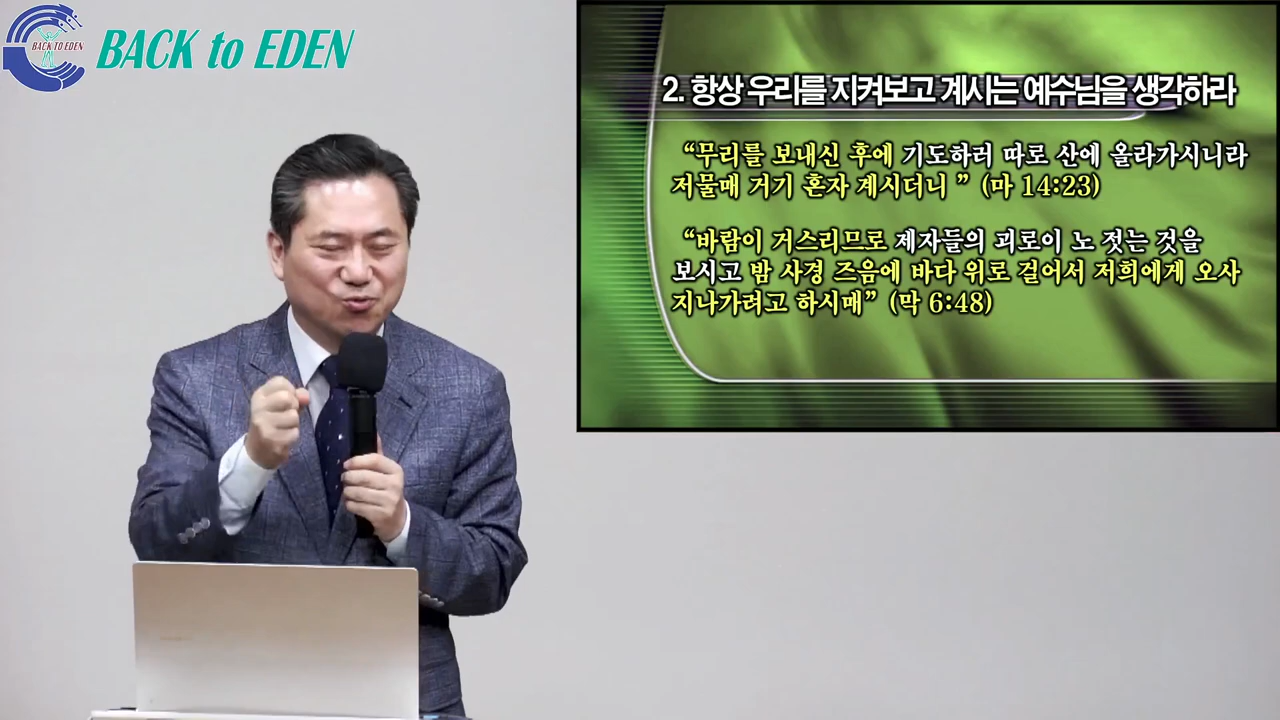 BACK TO EDEN
BACK to EDEN
2. 항상 우리를 지켜보고 계시는 예수님을 생각하라
“무리를 보내신 후에 기도하러 따로 산에 올라가시니라
저물매 거기 혼자 계시더니 ” (마 14:23)
“바람이 거스리므로 제자들의 괴로이 노 젓는 것을
보시고 밤 사경 즈음에 바다 위로 걸어서 저희에게 오사
지나가려고 하시매” (막 6:48)